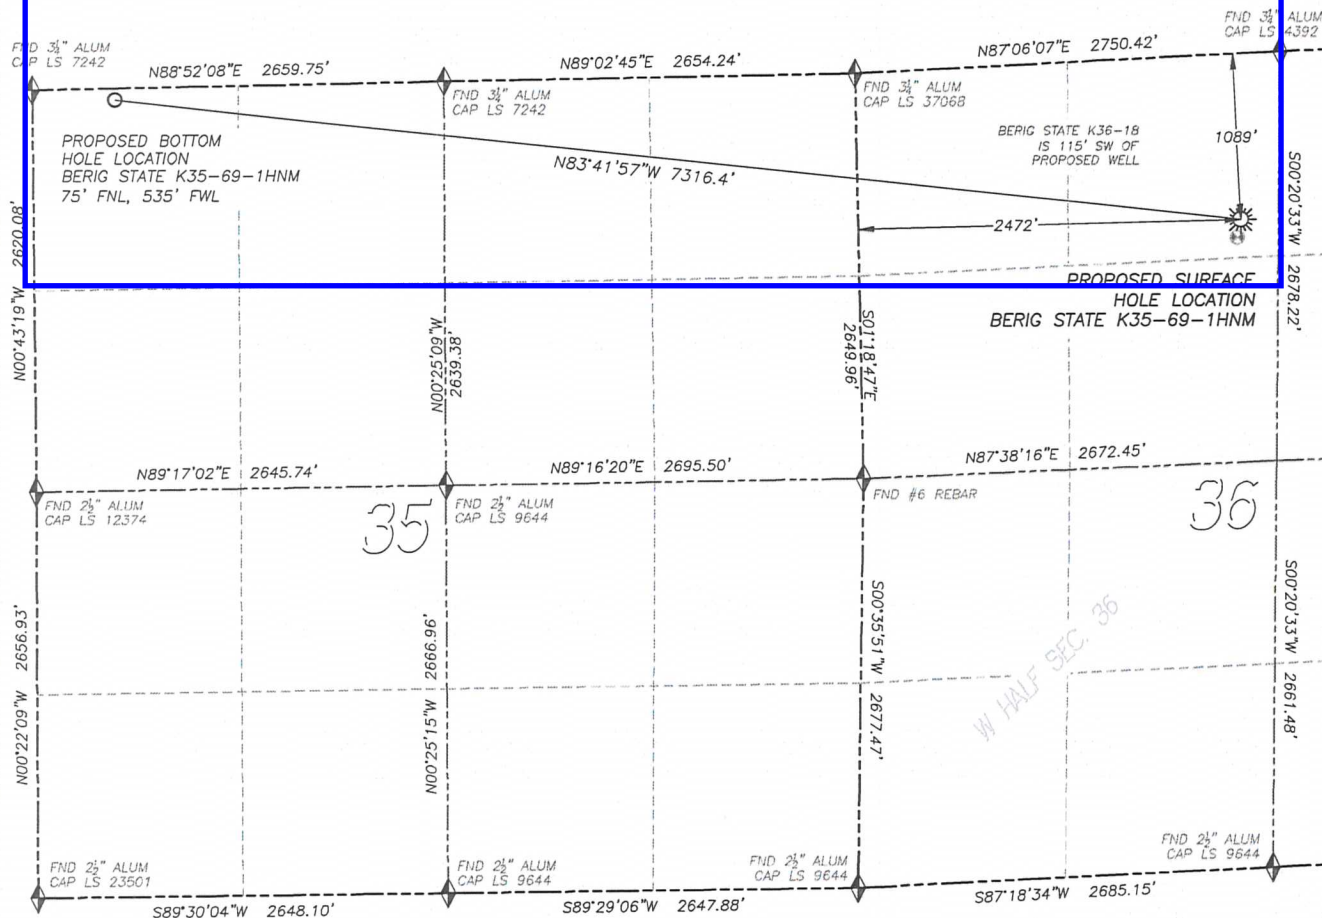 FND 3¼" ALUM
CAP LS 4392
FND 3¼" ALUM
CAP LS 7242
N88°52'08"E 2659.75'
N89°02'45"E 2654.24'
N87°06'07"E 2750.42'
FND 3¼" ALUM
CAP LS 7242
FND 3¼" ALUM
CAP LS 37068
PROPOSED BOTTOM
HOLE LOCATION
BERIG STATE K35-69-1HNM
75' FNL, 535' FWL
BERIG STATE K36-18
IS 115' SW OF
PROPOSED WELL
1089'
N83°41'57"W 7316.4'
2472'
N00°43'19"W 2620.08'
S00°20'33"W 2678.22'
PROPOSED SURFACE
HOLE LOCATION
BERIG STATE K35-69-1HNM
N00°25'09"W
2639.38'
S01°18'47"E
2649.96'
N89°17'02"E 2645.74'
N89°16'20"E 2695.50'
N87°38'16"E 2672.45'
FND 2½" ALUM
CAP LS 12374
35
FND 2½" ALUM
CAP LS 9644
FND #6 REBAR
36
N00°22'09"W 2656.93'
N00°25'15"W 2666.96'
S00°35'51"W 2677.47'
W HALF SEC. 36
S00°20'33"W 2661.48'
FND 2½" ALUM
CAP LS 23501
FND 2½" ALUM
CAP LS 9644
FND 2½" ALUM
CAP LS 9644
FND 2½" ALUM
CAP LS 9644
S89°30'04"W 2648.10'
S89°29'06"W 2647.88'
S87°18'34"W 2685.15'